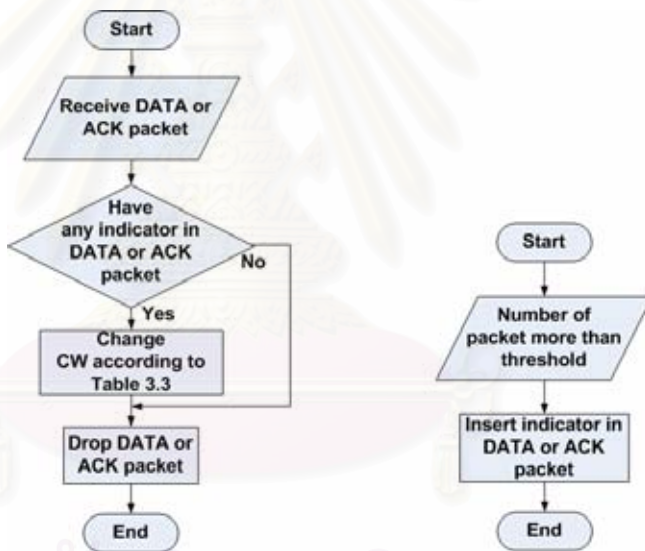 Start
Receive DATA or
ACK packet
Have
any indicator in
DATA or ACK
packet
No
Yes
Change
CW according to
Table 3.3
Drop DATA or
ACK packet
End
Start
Number of
packet more than
threshold
Insert indicator in
DATA or ACK
packet
End